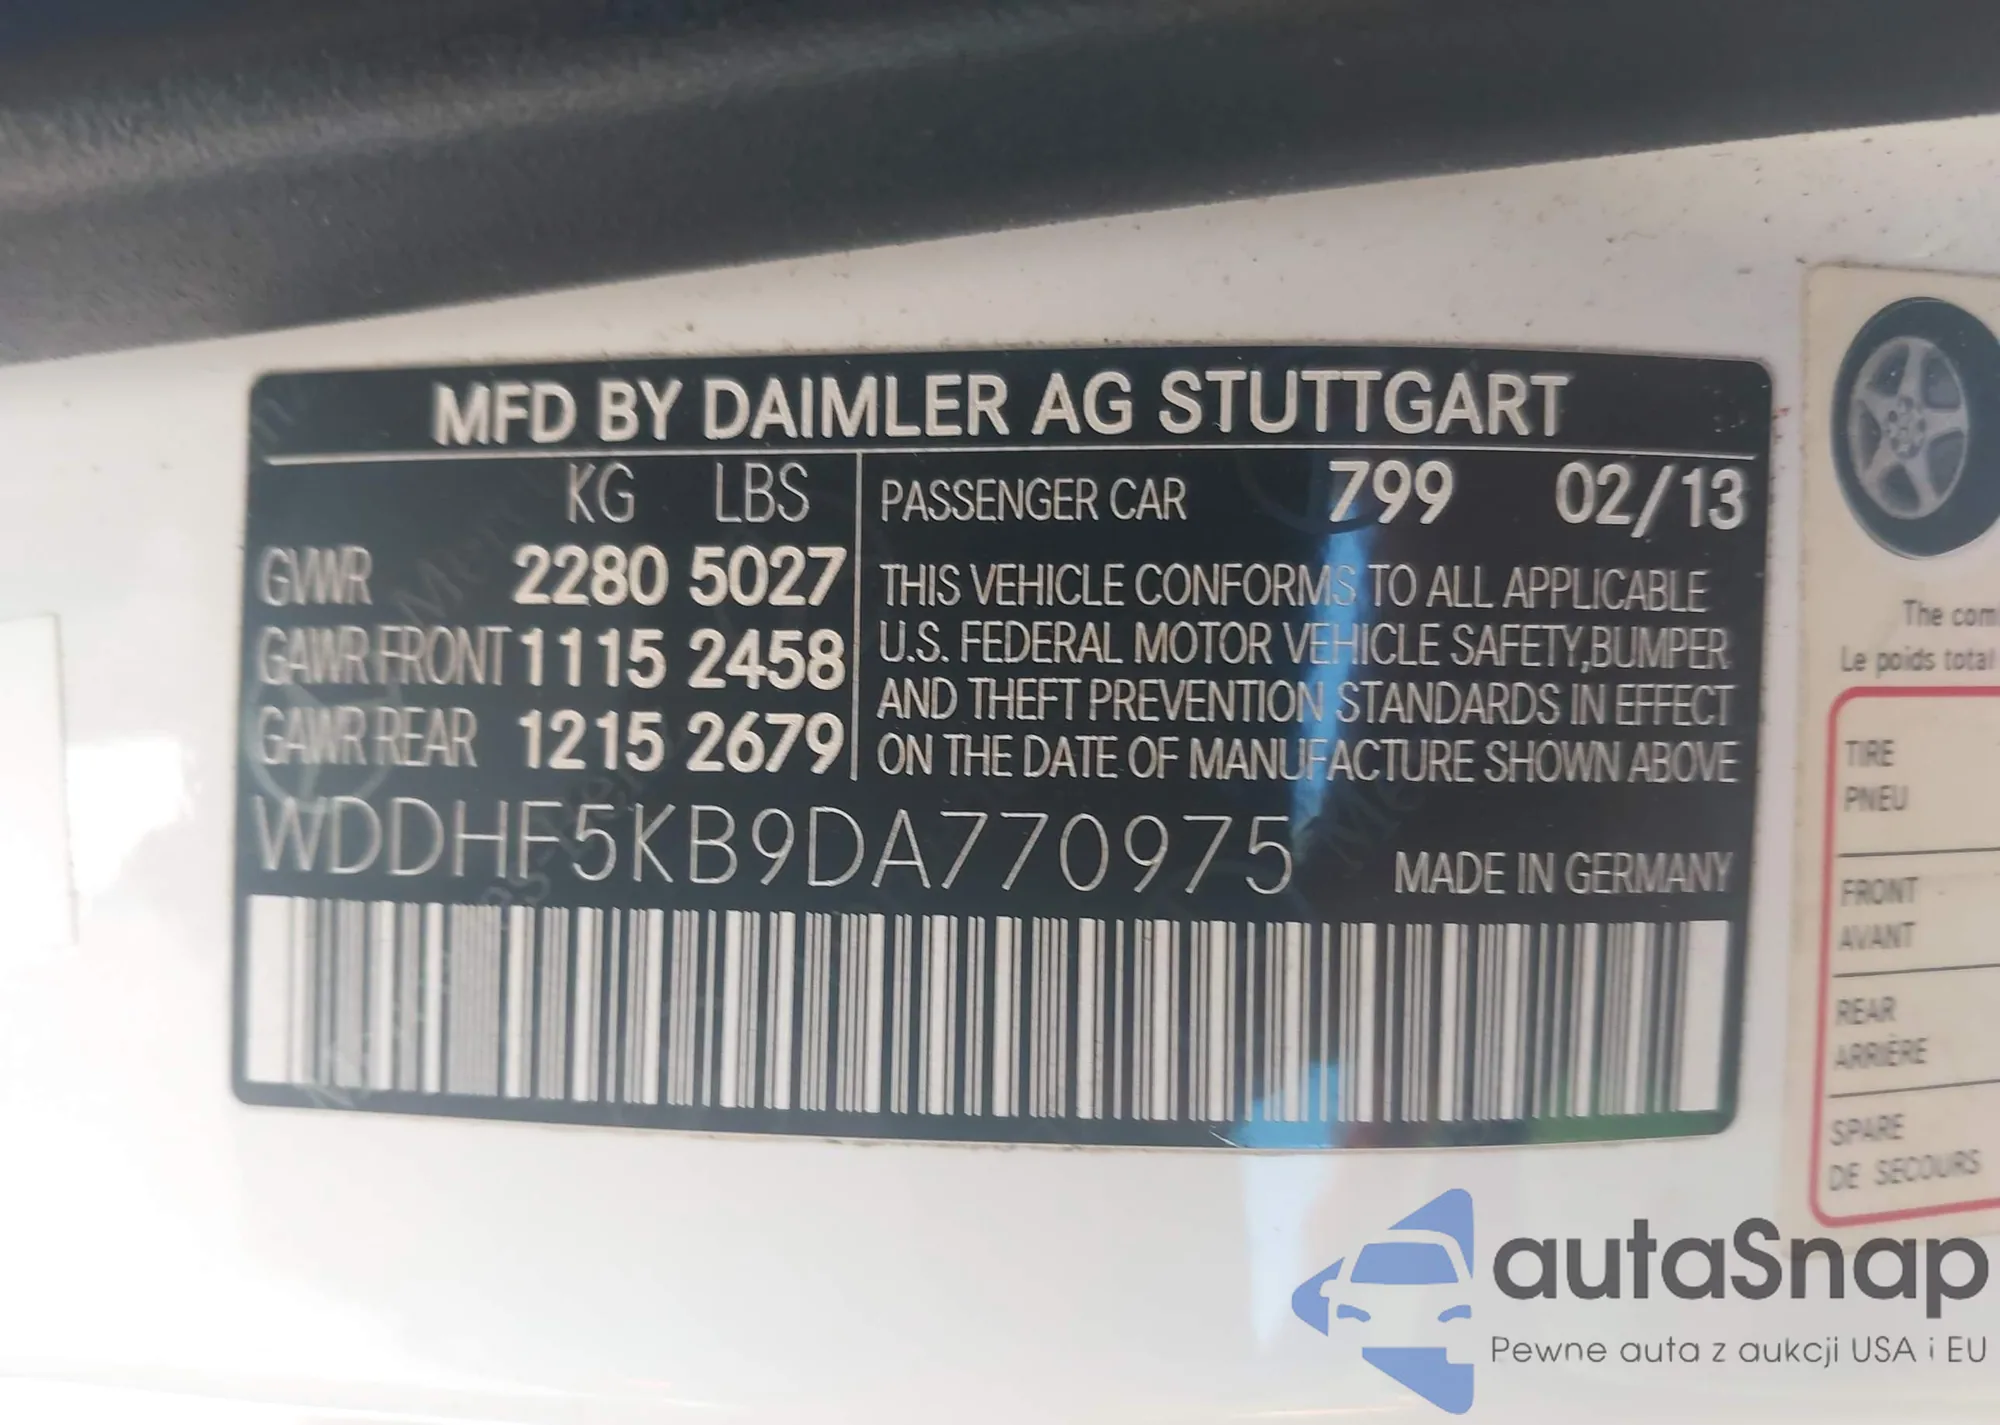 MFD BY DAIMLER AG STUTTGART
KG LBS
GVWR 2280 5027
GAWR FRONT 1115 2458
GAWR REAR 1215 2679
PASSENGER CAR 799 02/13
THIS VEHICLE CONFORMS TO ALL APPLICABLE
U.S. FEDERAL MOTOR VEHICLE SAFETY,BUMPER
AND THEFT PREVENTION STANDARDS IN EFFECT
ON THE DATE OF MANUFACTURE SHOWN ABOVE
WDDHF5KB9DA770975
MADE IN GERMANY
The com
Le poids total
TIRE
PNEU
FRONT
AVANT
REAR
ARRIÈRE
SPARE
DE SECOURS
autaSnap
Pewne auta z aukcji USA i EU